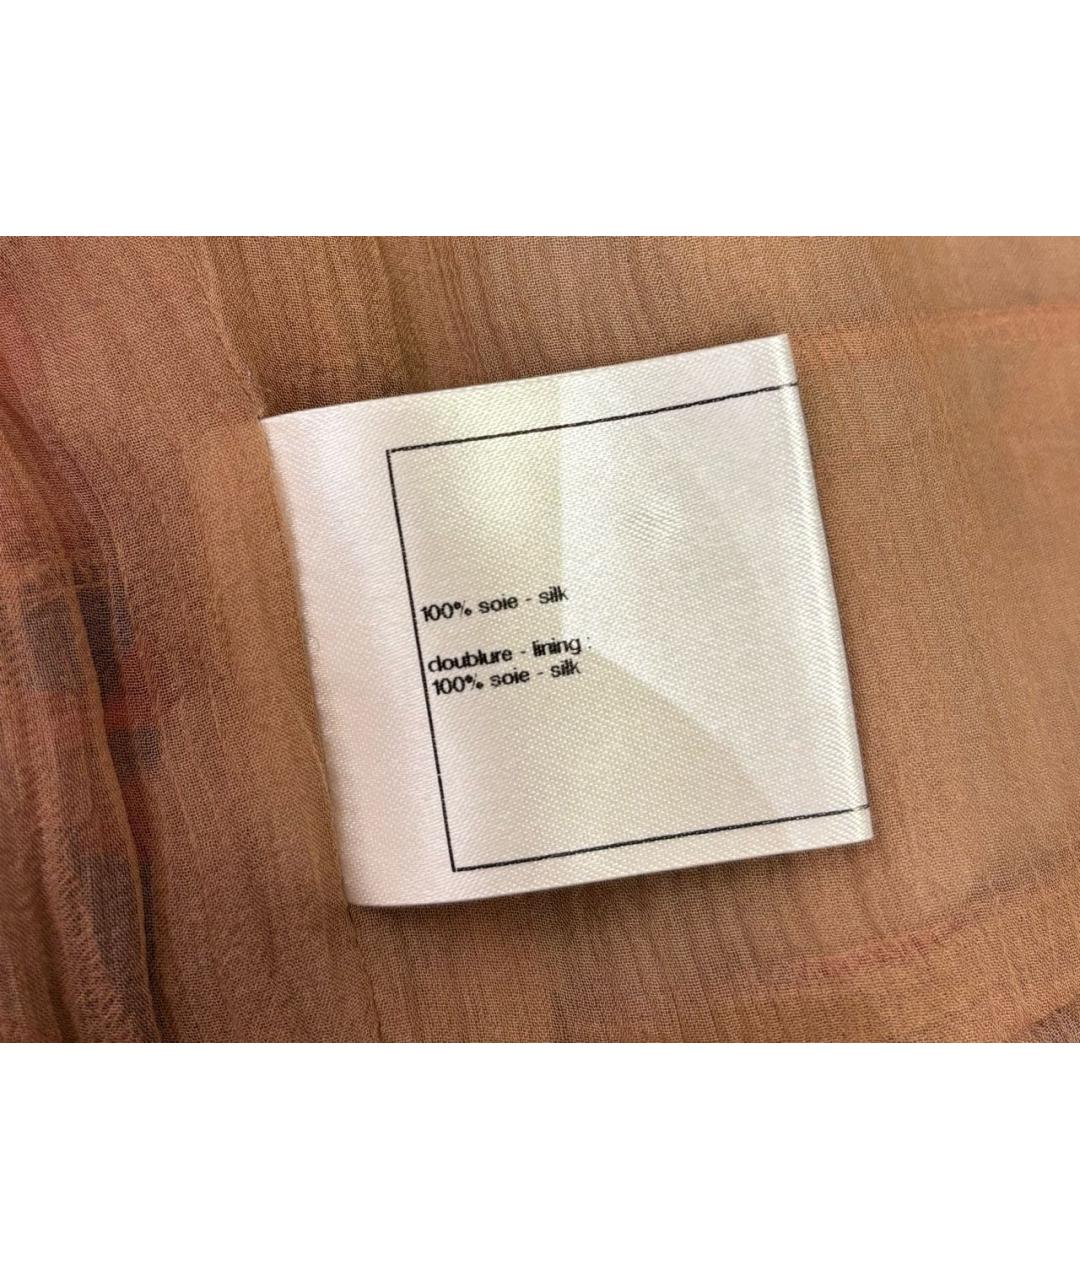 100% soie - silk
doublure - lining :
100% soie - silk